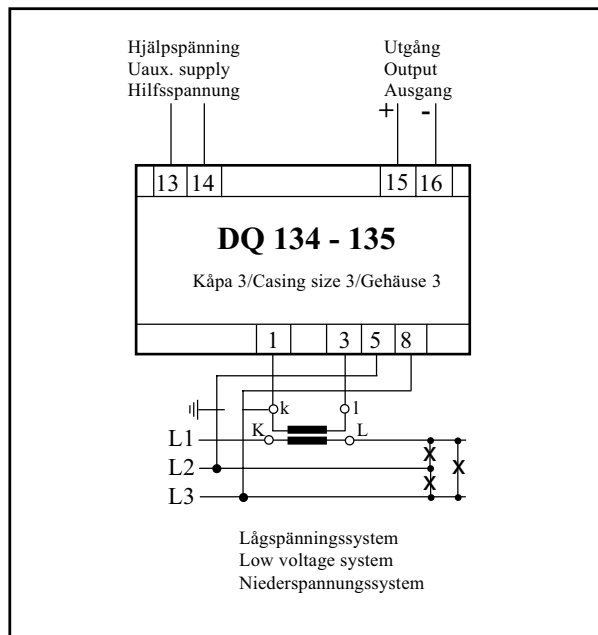 Hjälpspänning
Uaux. supply
Hilfsspannung
Utgång
Output
Ausgang
+ -
13 14 15 16
DQ 134 - 135
Kåpa 3/Casing size 3/Gehäuse 3
1 3 5 8
k l
K L
L1
L2
L3
x x x
Lågspänningssystem
Low voltage system
Niederspannungssystem